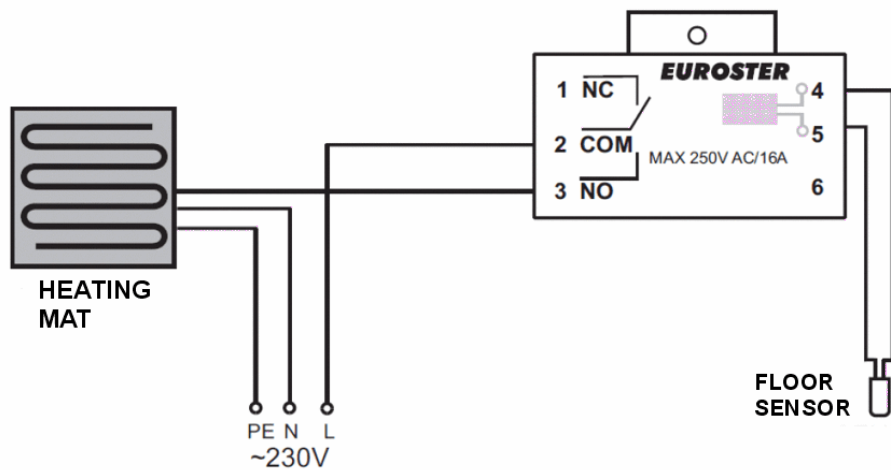 EUROSTER
1 NC
4
2 COM
5
MAX 250V AC/16A
3 NO
6
HEATING
MAT
FLOOR
SENSOR
PE N L
~230V